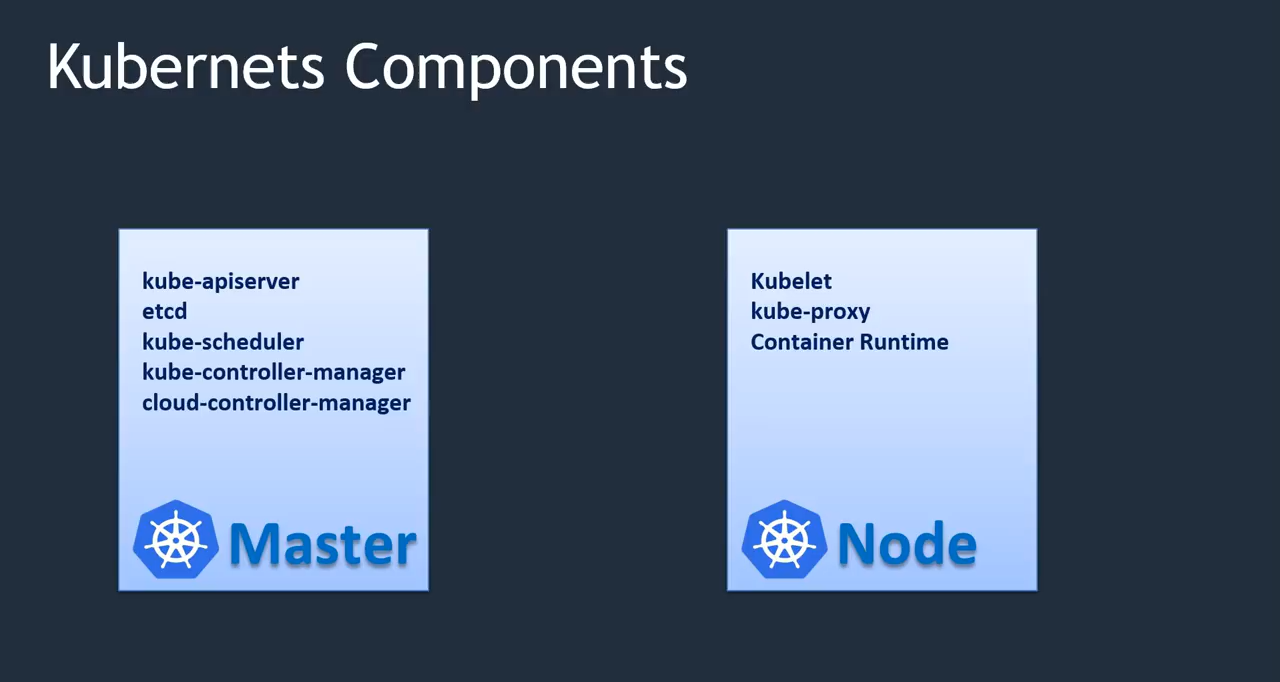 Kubernets Components
kube-apiserver
etcd
kube-scheduler
kube-controller-manager
cloud-controller-manager
Master
Kubelet
kube-proxy
Container Runtime
Node